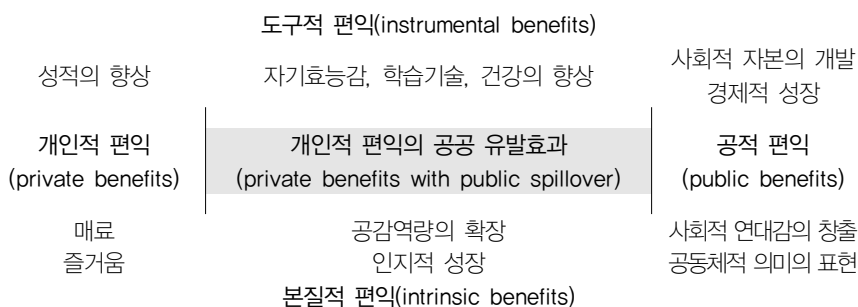 도구적 편익(instrumental benefits)
성적의 향상 자기효능감, 학습기술, 건강의 향상 사회적 자본의 개발
경제적 성장
개인적 편익 개인적 편익의 공공 유발효과 공적 편익
(private benefits) (private benefits with public spillover) (public benefits)
매료 공감역량의 확장 사회적 연대감의 창출
즐거움 인지적 성장 공동체적 의미의 표현
본질적 편익(intrinsic benefits)